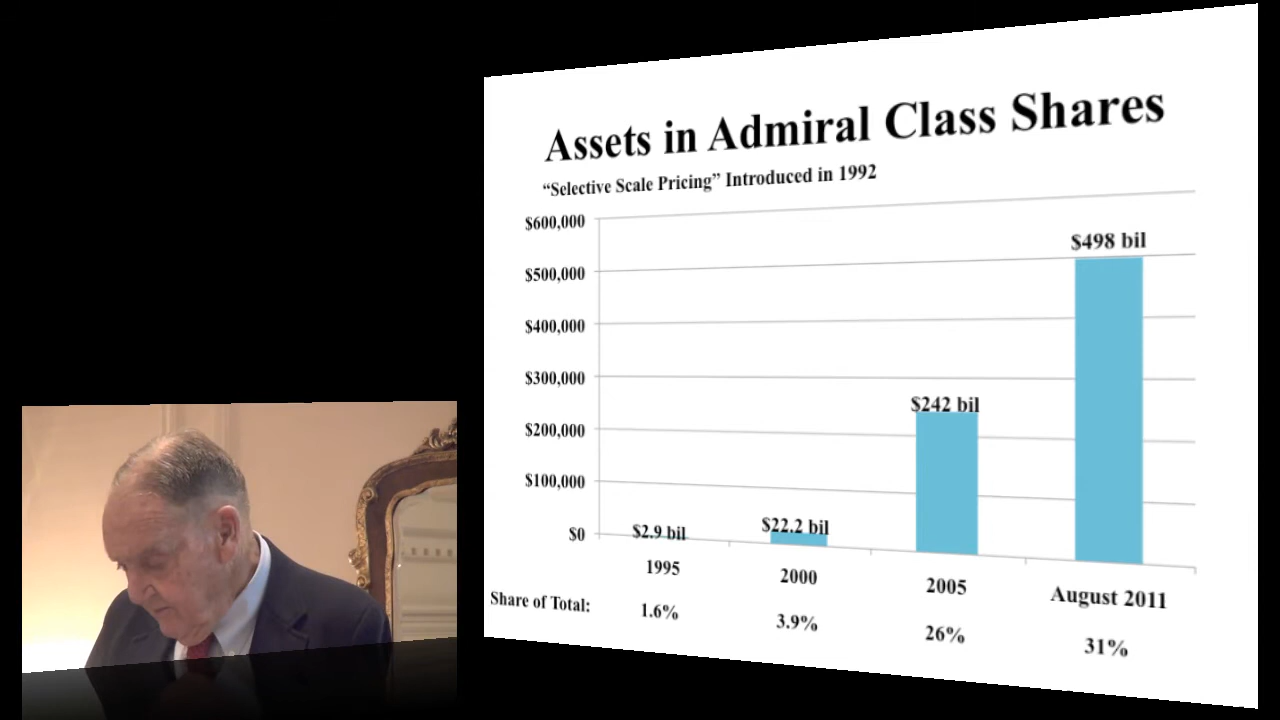 Assets in Admiral Class Shares
“Selective Scale Pricing” Introduced in 1992
$600,000
$500,000
$400,000
$300,000
$200,000
$100,000
$0
$2.9 bil
$22.2 bil
$242 bil
$498 bil
1995
2000
2005
August 2011
Share of Total:
1.6%
3.9%
26%
31%